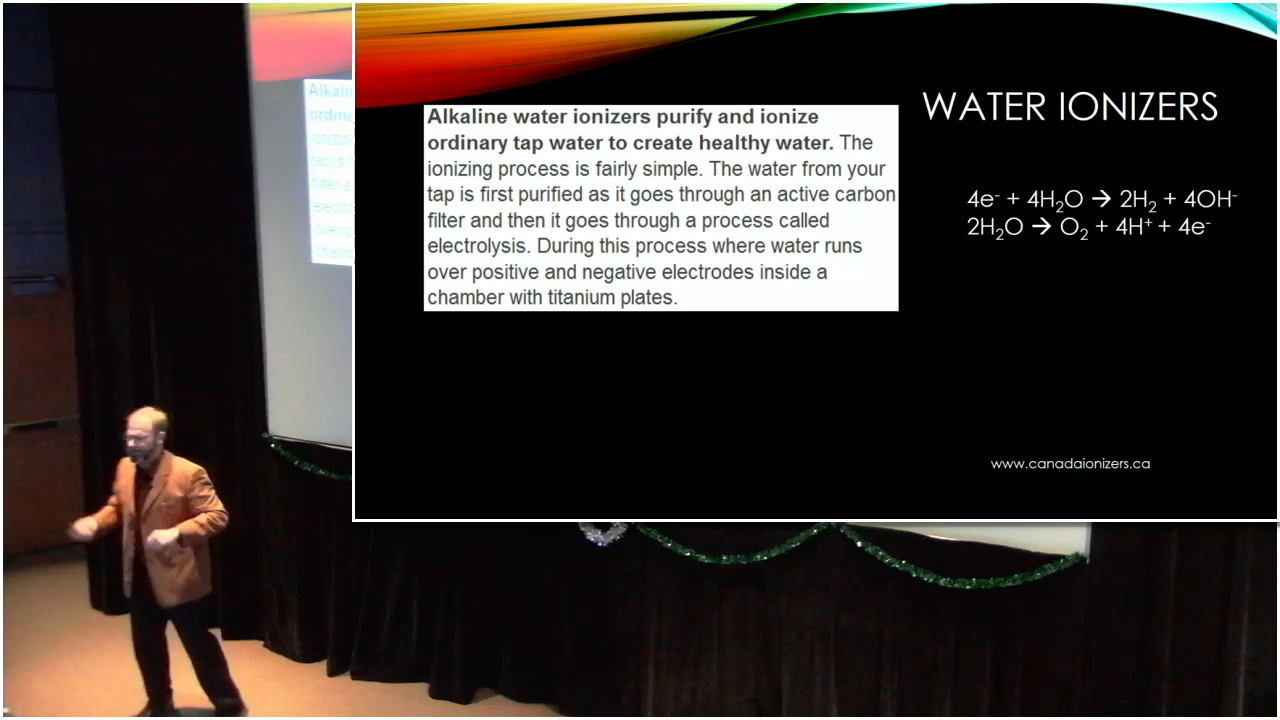 WATER IONIZERS
Alkaline water ionizers purify and ionize
ordinary tap water to create healthy water. The
ionizing process is fairly simple. The water from your
tap is first purified as it goes through an active carbon
filter and then it goes through a process called
electrolysis. During this process where water runs
over positive and negative electrodes inside a
chamber with titanium plates.
4e⁻ + 4H₂O → 2H₂ + 4OH⁻
2H₂O → O₂ + 4H⁺ + 4e⁻
www.canadaionizers.ca